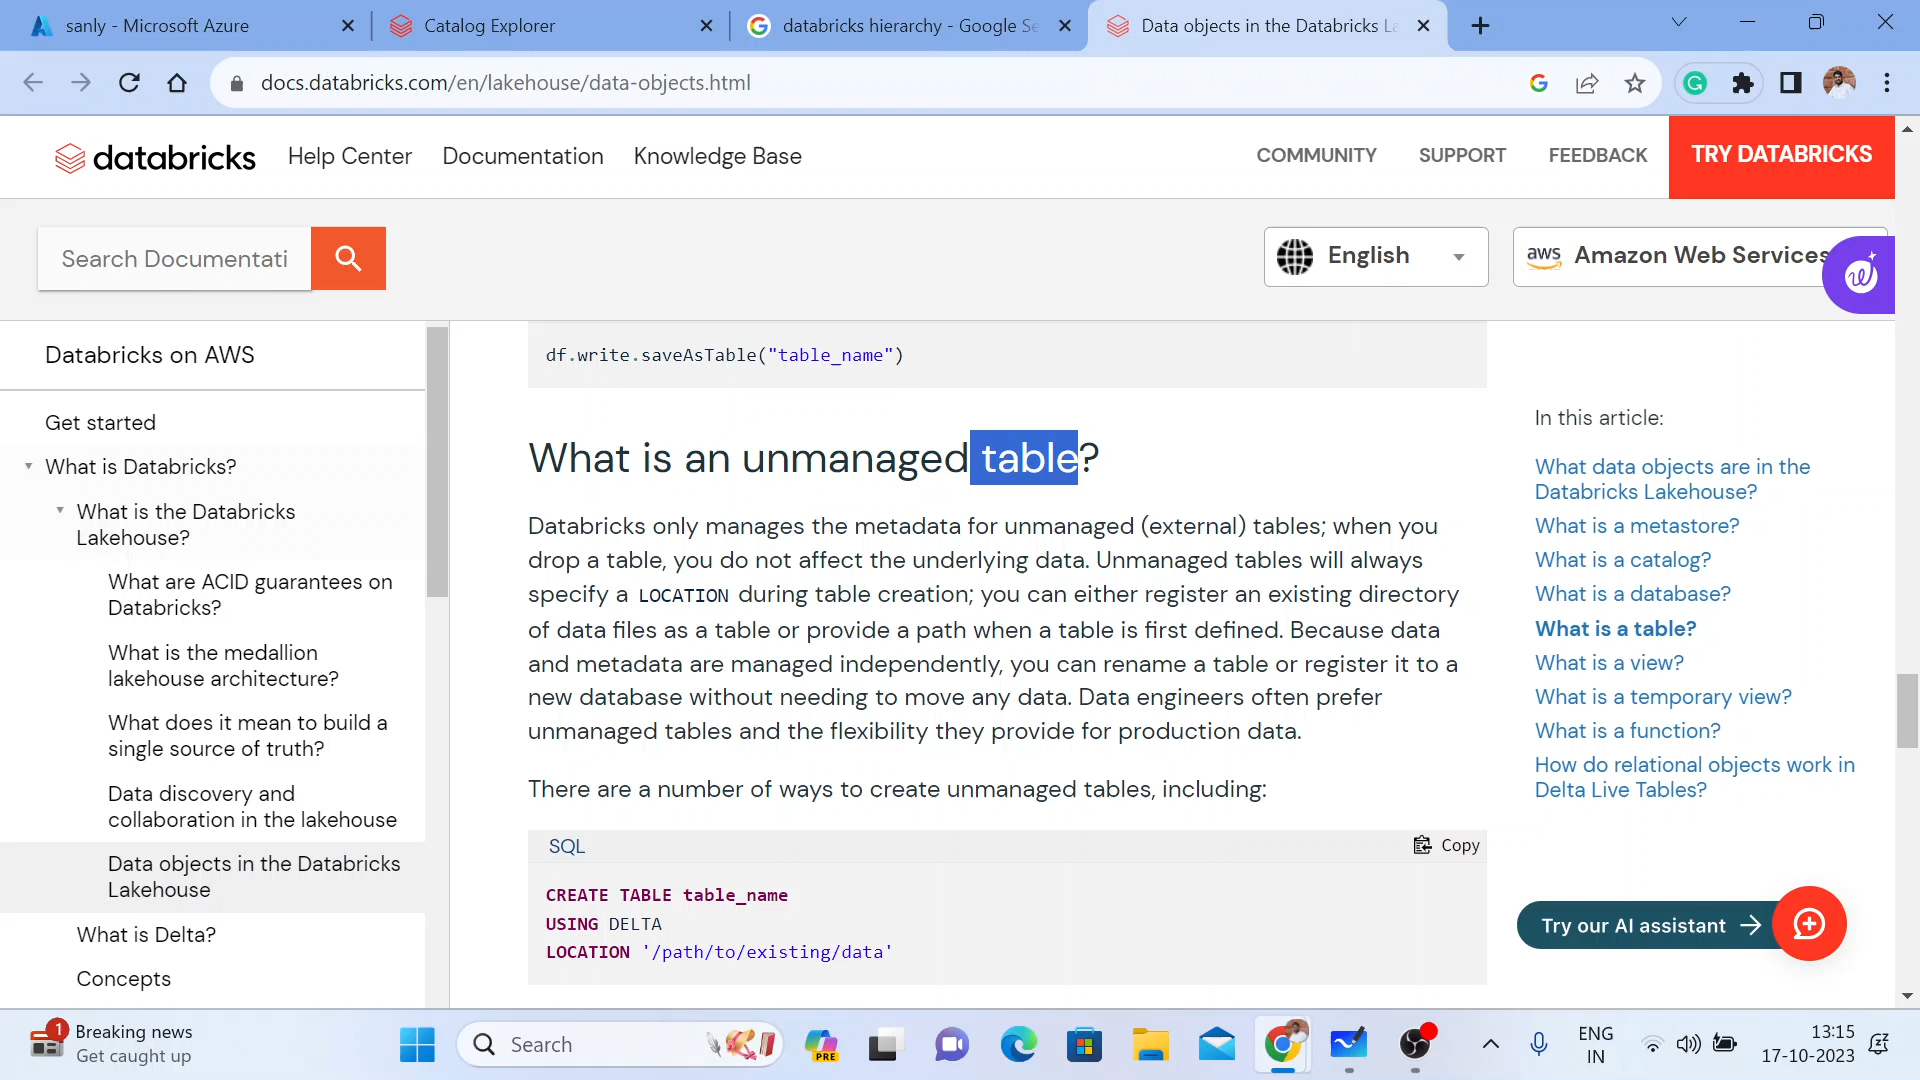 sanly - Microsoft Azure
Catalog Explorer
databricks hierarchy - Google Se
Data objects in the Databricks La
docs.databricks.com/en/lakehouse/data-objects.html
databricks
Help Center
Documentation
Knowledge Base
COMMUNITY
SUPPORT
FEEDBACK
TRY DATABRICKS
Search Documentati
English
aws
Amazon Web Services
Databricks on AWS
Get started
What is Databricks?
What is the Databricks
Lakehouse?
What are ACID guarantees on
Databricks?
What is the medallion
lakehouse architecture?
What does it mean to build a
single source of truth?
Data discovery and
collaboration in the lakehouse
Data objects in the Databricks
Lakehouse
What is Delta?
Concepts
df.write.saveAsTable("table_name")
What is an unmanaged table?
Databricks only manages the metadata for unmanaged (external) tables; when you
drop a table, you do not affect the underlying data. Unmanaged tables will always
specify a LOCATION during table creation; you can either register an existing directory
of data files as a table or provide a path when a table is first defined. Because data
and metadata are managed independently, you can rename a table or register it to a
new database without needing to move any data. Data engineers often prefer
unmanaged tables and the flexibility they provide for production data.
There are a number of ways to create unmanaged tables, including:
SQL
Copy
CREATE TABLE table_name
USING DELTA
LOCATION '/path/to/existing/data'
In this article:
What data objects are in the
Databricks Lakehouse?
What is a metastore?
What is a catalog?
What is a database?
What is a table?
What is a view?
What is a temporary view?
What is a function?
How do relational objects work in
Delta Live Tables?
Try our AI assistant
1
Breaking news
Get caught up
Search
PRE
ENG
IN
13:15
17-10-2023